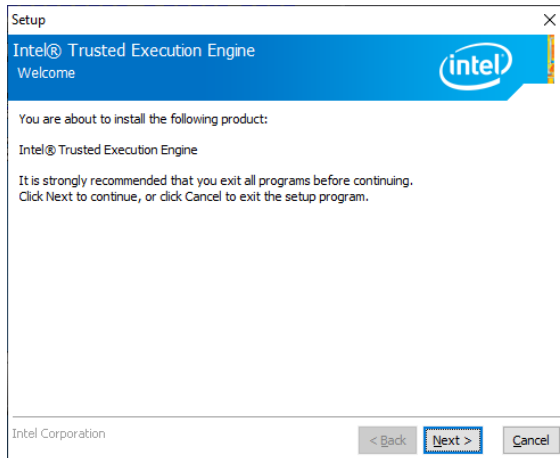 Setup
Intel® Trusted Execution Engine
Welcome
intel
You are about to install the following product:
Intel® Trusted Execution Engine
It is strongly recommended that you exit all programs before continuing.
Click Next to continue, or click Cancel to exit the setup program.
Intel Corporation
< Back Next > Cancel